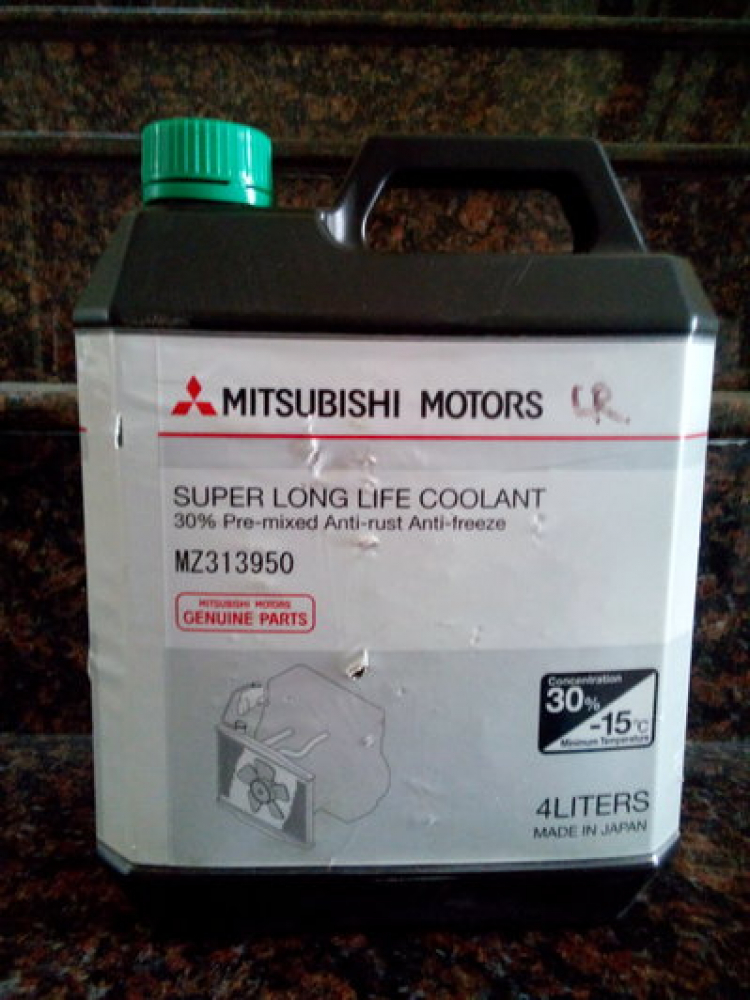 MITSUBISHI MOTORS LR.
SUPER LONG LIFE COOLANT
30% Pre-mixed Anti-rust Anti-freeze
MZ313950
MITSUBISHI MOTORS
GENUINE PARTS
Concentration
30%
-15°C
Minimum Temperature
4LITERS
MADE IN JAPAN